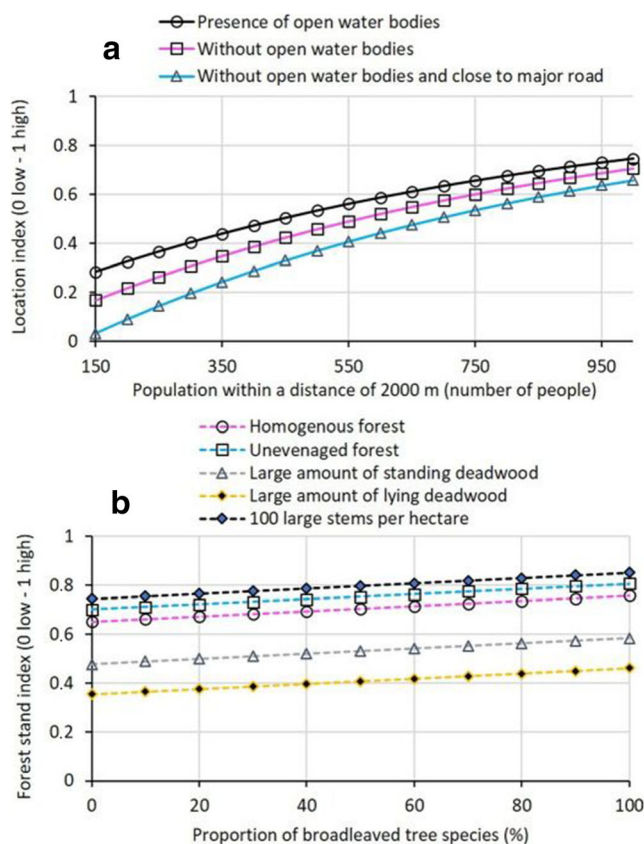 a
Presence of open water bodies
Without open water bodies
Without open water bodies and close to major road
Location index (0 low - 1 high)
1
0.8
0.6
0.4
0.2
0
150 350 550 750 950
Population within a distance of 2000 m (number of people)
b
Homogenous forest
Unevenaged forest
Large amount of standing deadwood
Large amount of lying deadwood
100 large stems per hectare
Forest stand index (0 low - 1 high)
1
0.8
0.6
0.4
0.2
0
0 20 40 60 80 100
Proportion of broadleaved tree species (%)